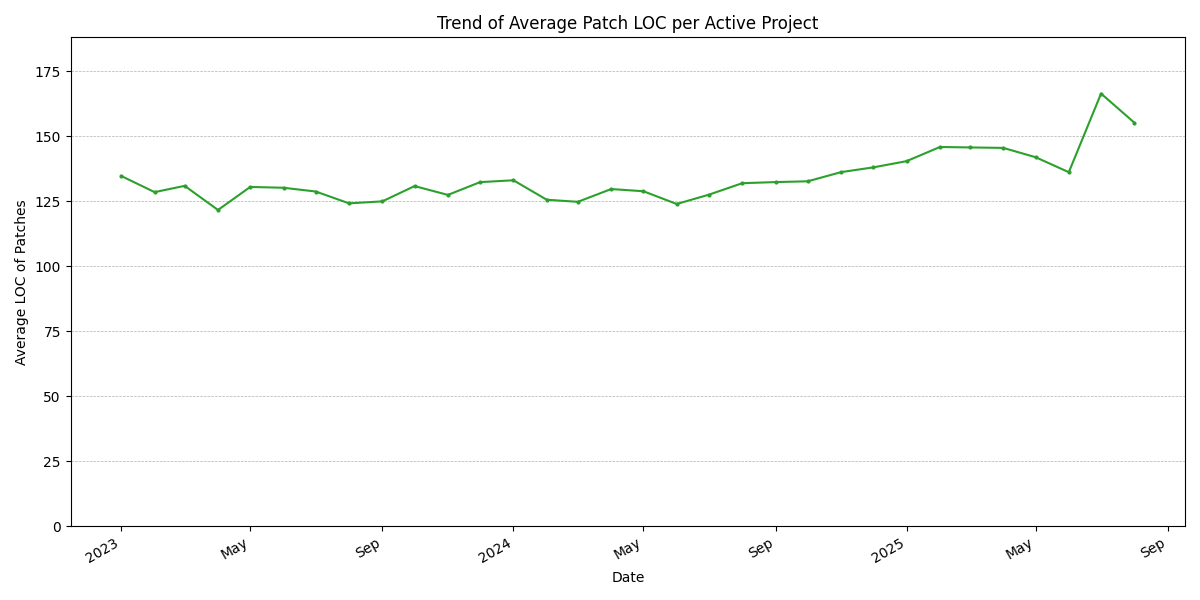 Trend of Average Patch LOC per Active Project
Average LOC of Patches
175
150
125
100
75
50
25
0
2023
May
Sep
2024
May
Sep
2025
May
Sep
Date